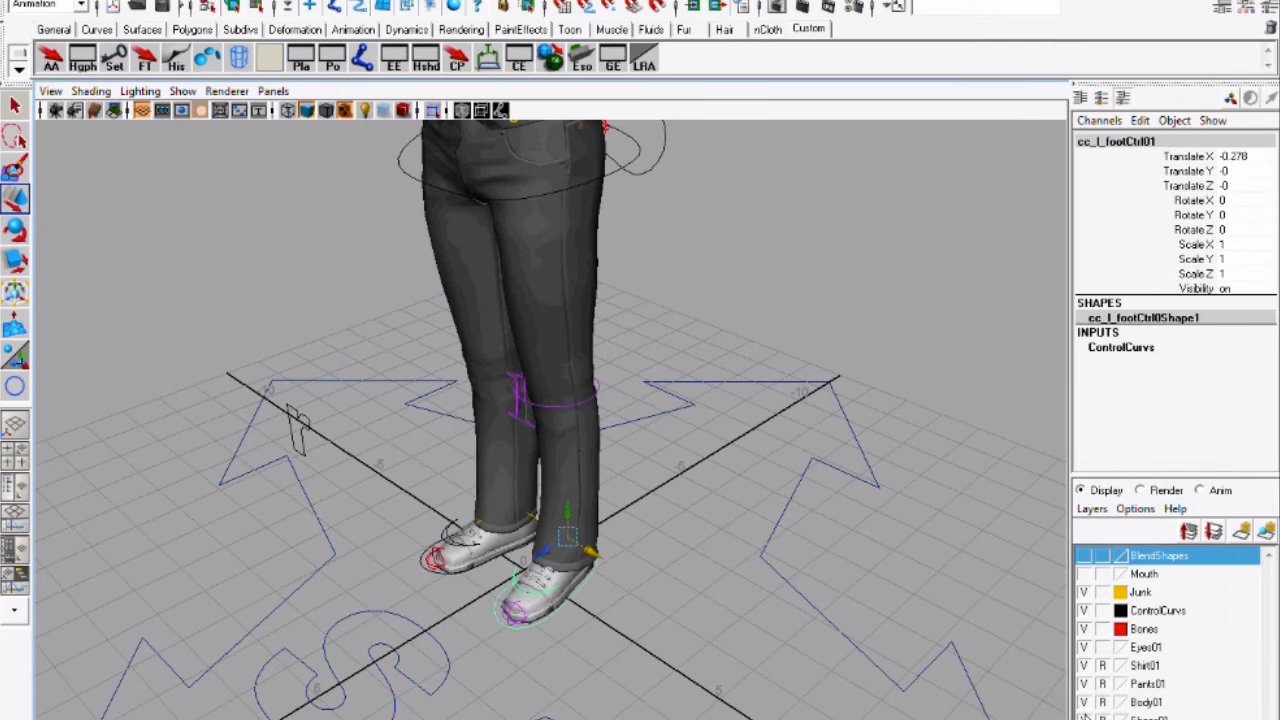 Animation
General Curves Surfaces Polygons Subdivs Deformation Animation Dynamics Rendering PaintEffects Toon Muscle Fluids Fur Hair nCloth Custom
AA Hgph Set FT His Pla Po EE Hshd CP CE Eso GE LRA
View Shading Lighting Show Renderer Panels
Channels Edit Object Show
cc_l_footCtrl01
Translate X -0.278
Translate Y -0
Translate Z -0
Rotate X 0
Rotate Y 0
Rotate Z 0
Scale X 1
Scale Y 1
Scale Z 1
Visibility on
SHAPES
cc_l_footCtrl0Shape1
INPUTS
ControlCurvs
Display Render Anim
Layers Options Help
BlendShapes
Mouth
V Junk
V ControlCurvs
V Bones
V Eyes01
V R Shirt01
V R Pants01
V R Body01